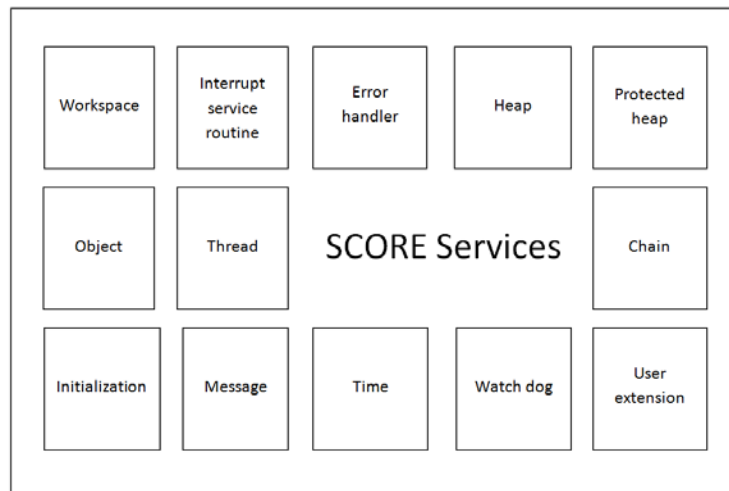 Workspace
Interrupt
service
routine
Error
handler
Heap
Protected
heap
Object
Thread
SCORE Services
Chain
Initialization
Message
Time
Watch dog
User
extension